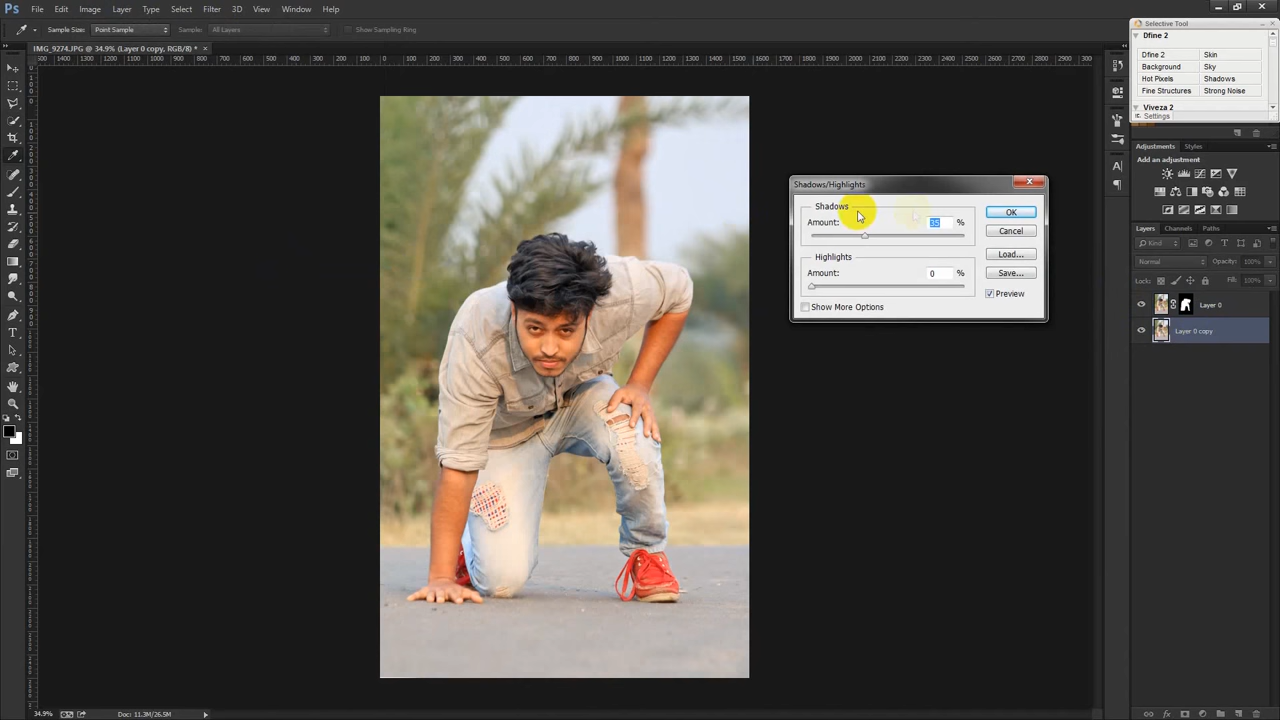 Ps File Edit Image Layer Type Select Filter 3D View Window Help
Sample Size: Point Sample Sample: All Layers Show Sampling Ring
IMG_9274.JPG @ 34.9% (Layer 0 copy, RGB/8) * ×
Selective Tool
Dfine 2
Dfine 2 Skin
Background Sky
Hot Pixels Shadows
Fine Structures Strong Noise
Viveza 2
Settings
Adjustments Styles
Add an adjustment
Shadows/Highlights
Shadows
Amount: 35 %
Highlights
Amount: 0 %
Show More Options
OK
Cancel
Load...
Save...
Preview
Layers Channels Paths
Kind
Normal Opacity: 100%
Lock: Fill: 100%
Layer 0
Layer 0 copy
34.9% Doc: 11.3M/26.5M